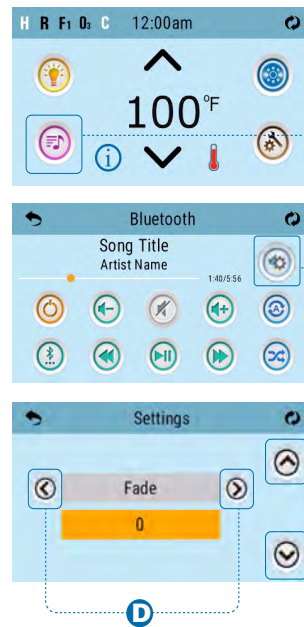 H R F1 O3 C 12:00am
100°F
i
Bluetooth
Song Title
Artist Name
1:40/5:56
A
Settings
Fade
0
D